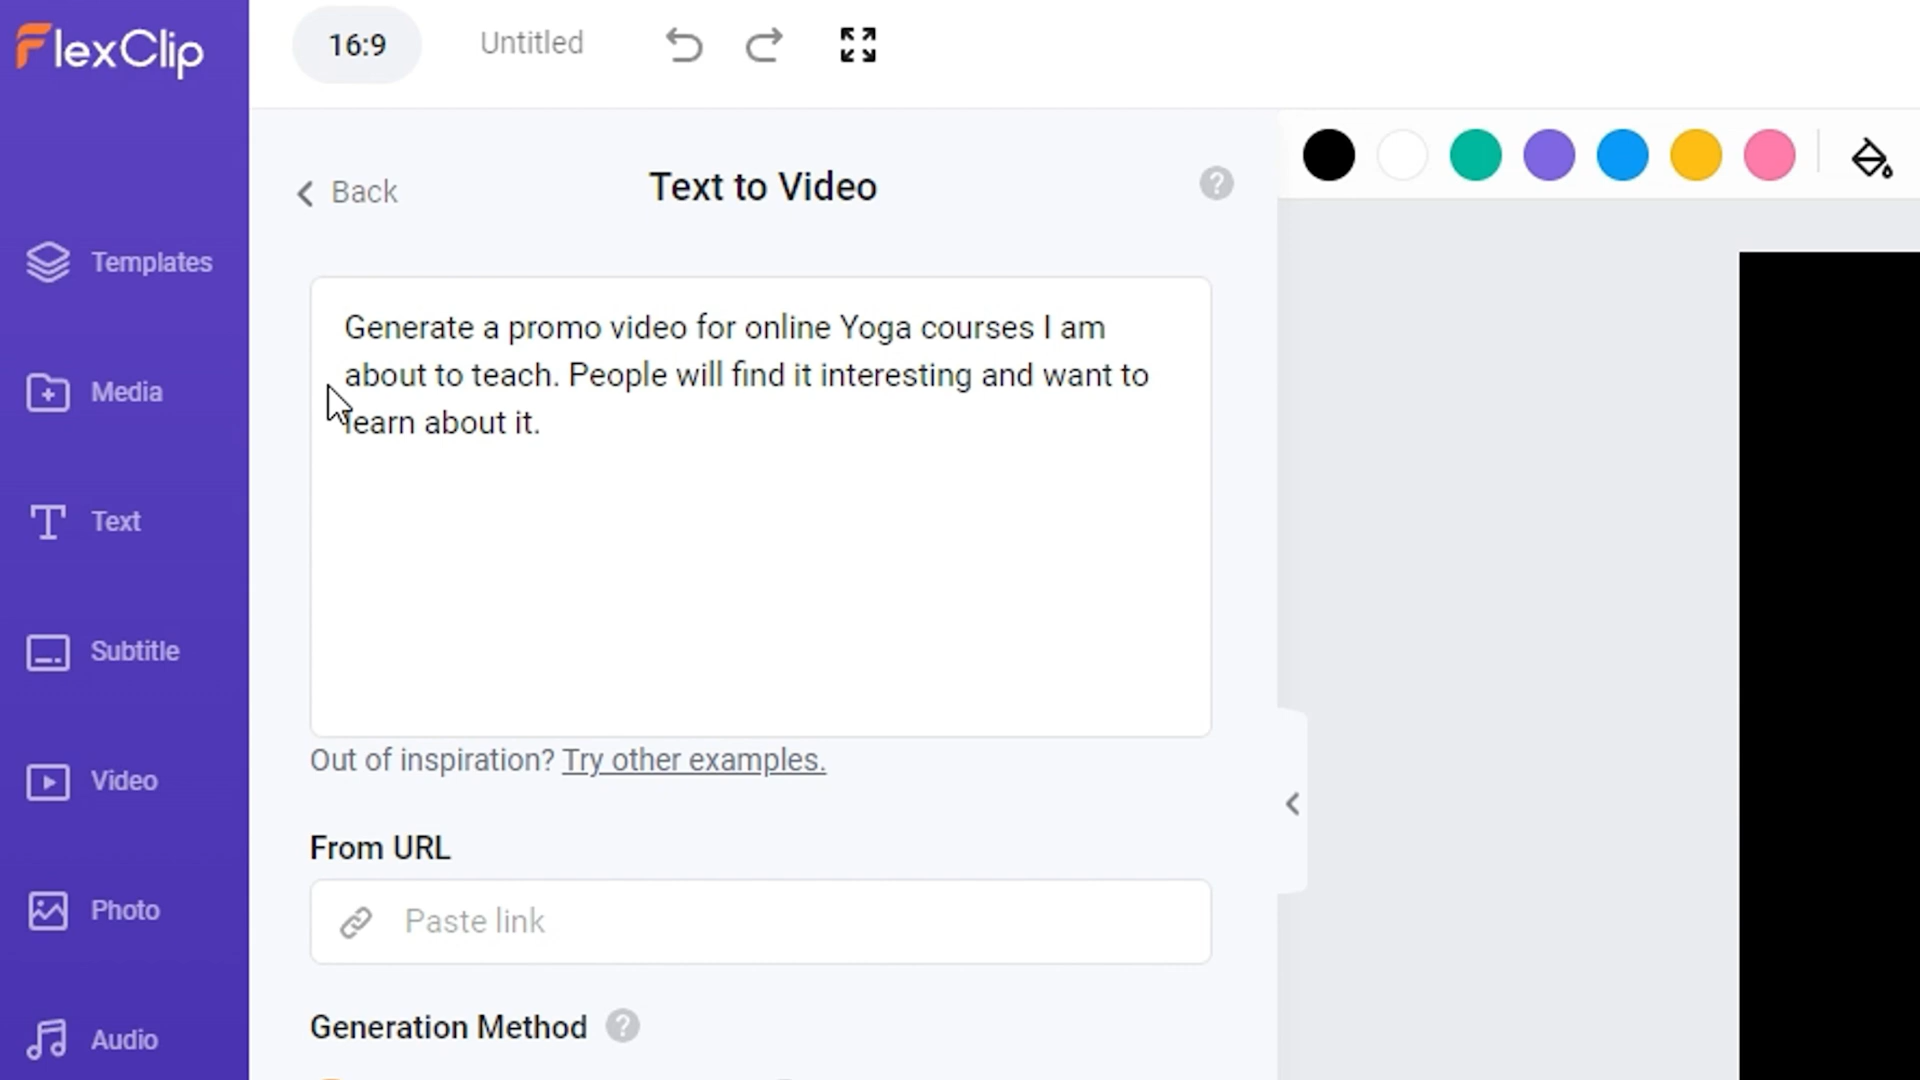 FlexClip
16:9
Untitled
Back
Text to Video
?
Templates
Media
Text
Subtitle
Video
Photo
Audio
Generate a promo video for online Yoga courses I am
about to teach. People will find it interesting and want to
learn about it.
Out of inspiration? Try other examples.
From URL
Paste link
Generation Method
?